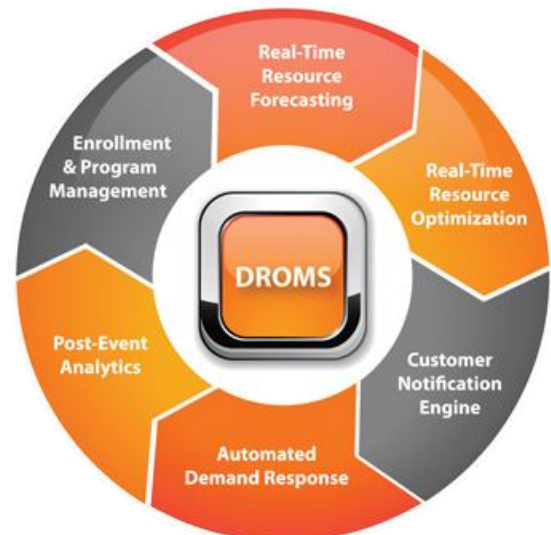 Real-Time
Resource
Forecasting
Real-Time
Resource
Optimization
Customer
Notification
Engine
Automated
Demand Response
Post-Event
Analytics
Enrollment
& Program
Management
DROMS